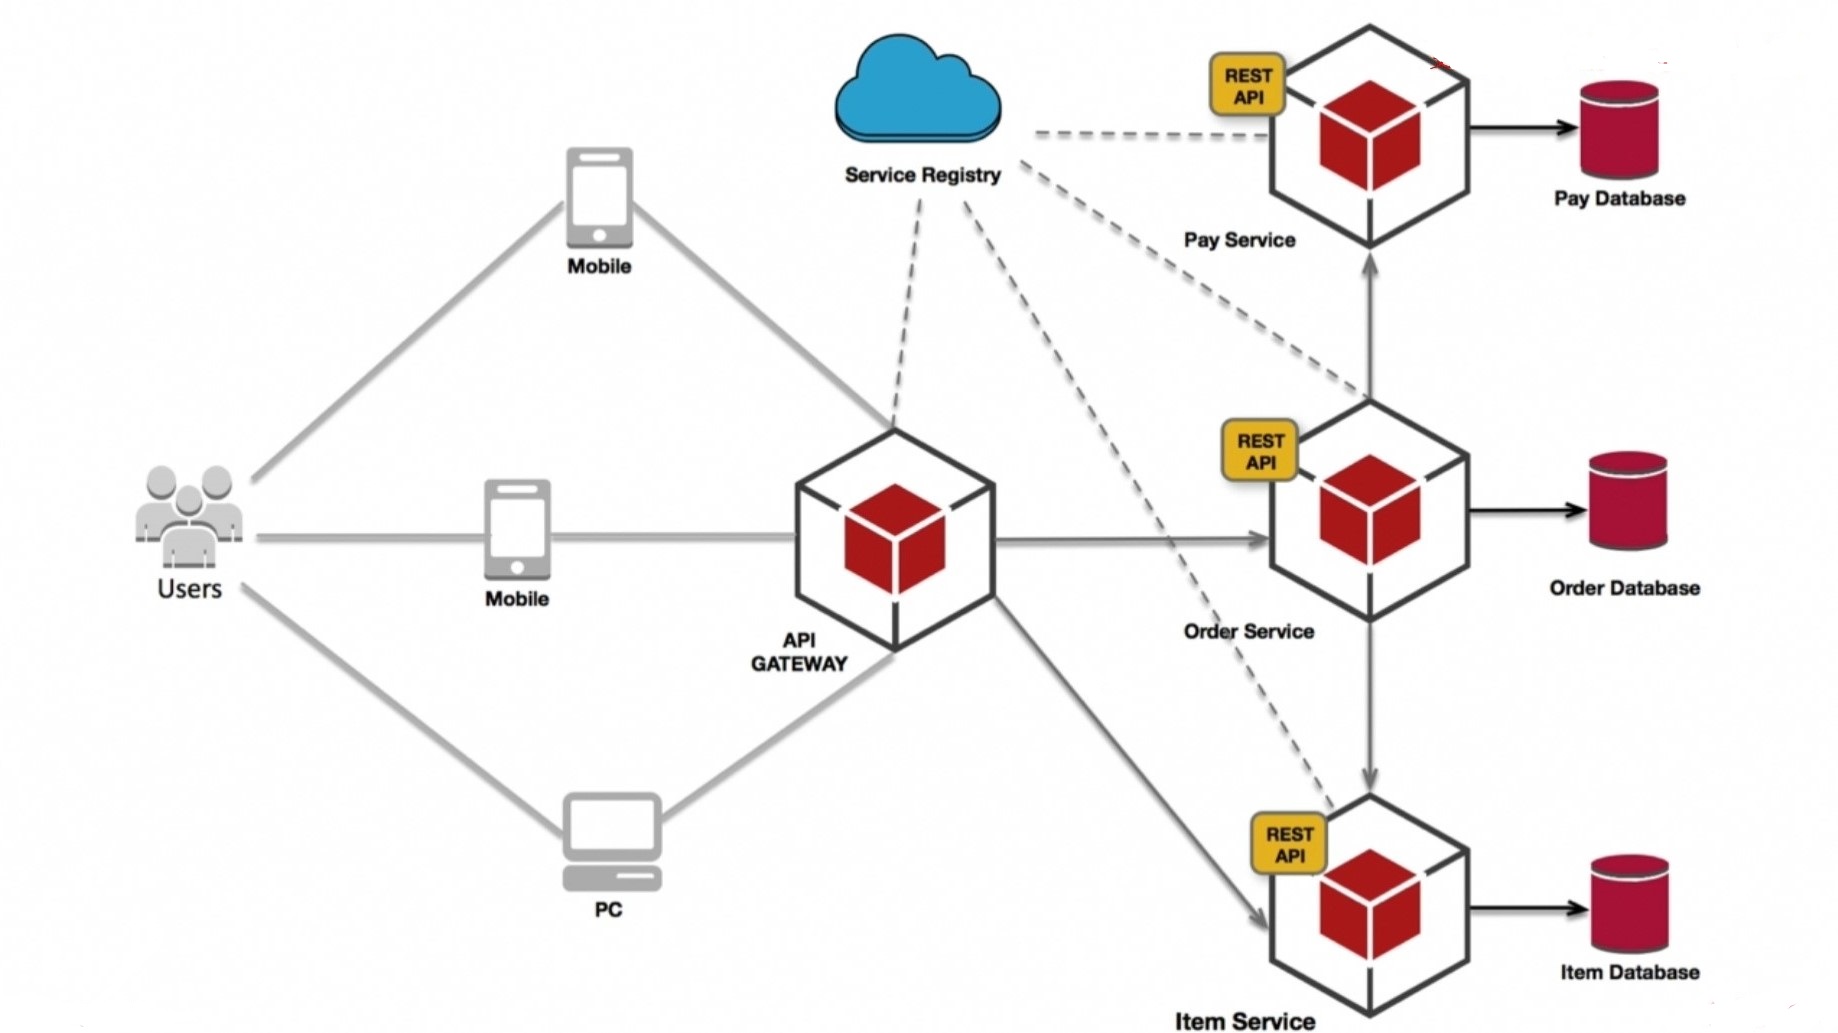 REST
API
Service Registry
Pay Database
Pay Service
Mobile
REST
API
Users
Mobile
Order Database
API
GATEWAY
Order Service
REST
API
PC
Item Database
Item Service